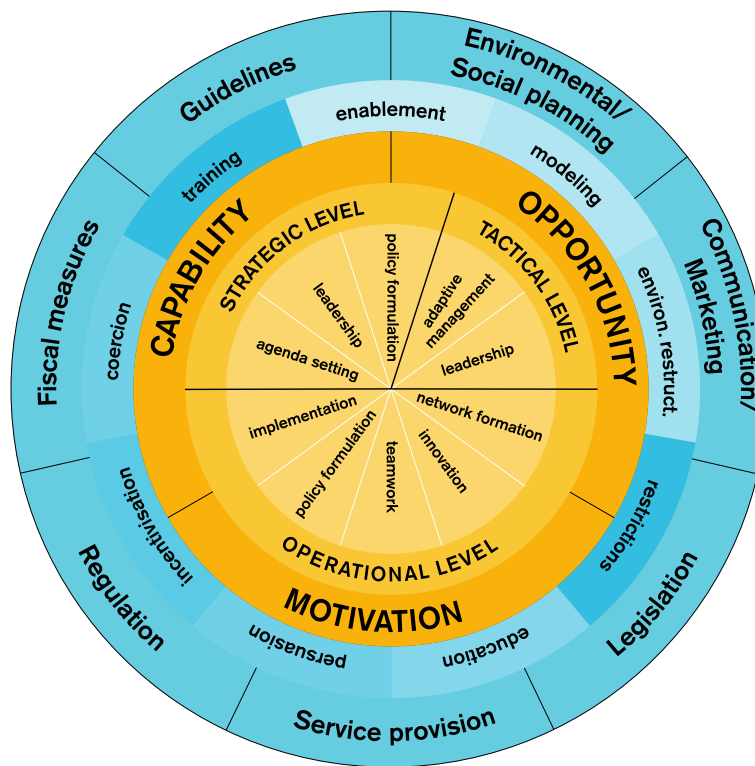 Guidelines
Environmental/
Social planning
Communication/
Marketing
Legislation
Service provision
Regulation
Fiscal measures
enablement
modeling
environ. restruct.
restrictions
education
persuasion
incentivisation
coercion
training
CAPABILITY
OPPORTUNITY
MOTIVATION
STRATEGIC LEVEL
TACTICAL LEVEL
OPERATIONAL LEVEL
policy formulation
adaptive
management
leadership
network formation
innovation
teamwork
policy formulation
implementation
agenda setting
leadership